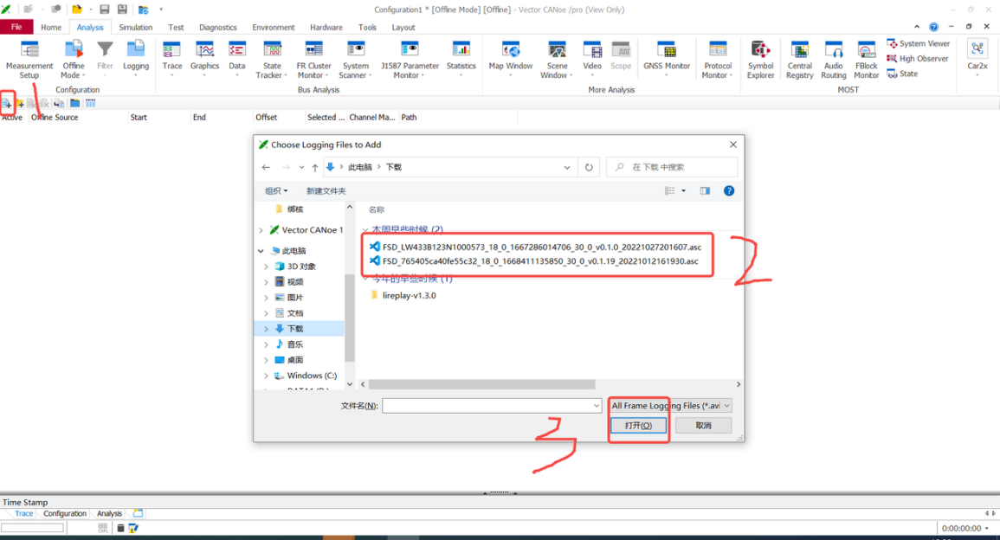 Configuration1 * [Offline Mode] [Offline] - Vector CANoe /pro (View Only)
File Home Analysis Simulation Test Diagnostics Environment Hardware Tools Layout
Measurement Setup
Offline Mode
Filter
Logging
Trace
Graphics
Data
State Tracker
FR Cluster Monitor
System Scanner
J1587 Parameter Monitor
Statistics
Map Window
Scene Window
Video
Scope
GNSS Monitor
Protocol Monitor
Symbol Explorer
Central Registry
Audio Routing
FBlock Monitor
System Viewer
High Observer
State
Car2x
Configuration Bus Analysis More Analysis MOST
1
Active Offline Source Start End Offset Selected ... Channel Ma... Path
Choose Logging Files to Add
此电脑 › 下载
在 下载 中搜索
组织 新建文件夹
绑核
Vector CANoe 1
此电脑
3D 对象
视频
图片
文档
下载
音乐
桌面
Windows (C:)
名称
本周早些时候 (2)
FSD_LW433B123N1000573_18_0_1667286014706_30_0_v0.1.0_20221027201607.asc
FSD_765405ca40fe55c32_18_0_1668411135850_30_0_v0.1.19_20221012161930.asc
今年的早些时候 (1)
lireplay-v1.3.0
2
文件名(N):
All Frame Logging Files (*.avi
打开(O) 取消
3
Time Stamp
Trace Configuration Analysis
0:00:00:00